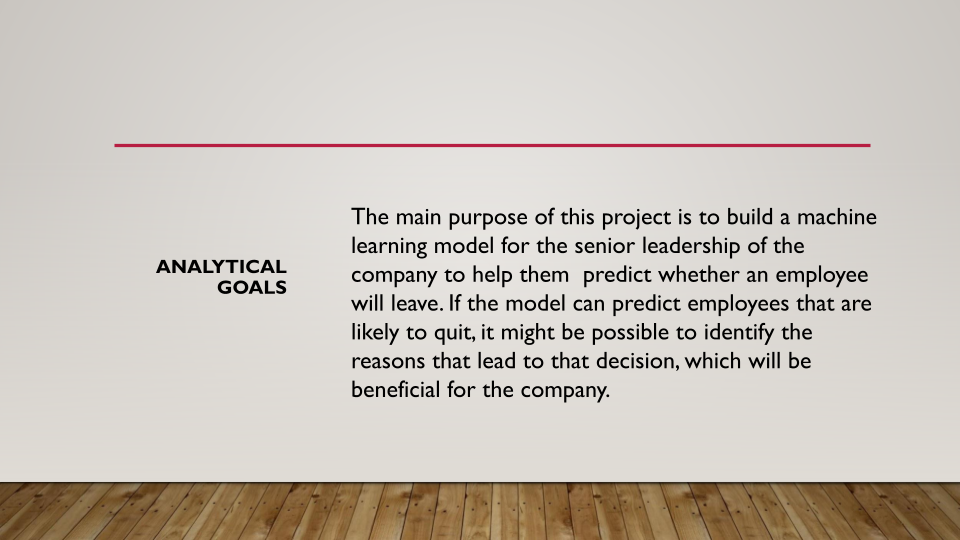 ANALYTICAL
GOALS
The main purpose of this project is to build a machine
learning model for the senior leadership of the
company to help them  predict whether an employee
will leave. If the model can predict employees that are
likely to quit, it might be possible to identify the
reasons that lead to that decision, which will be
beneficial for the company.